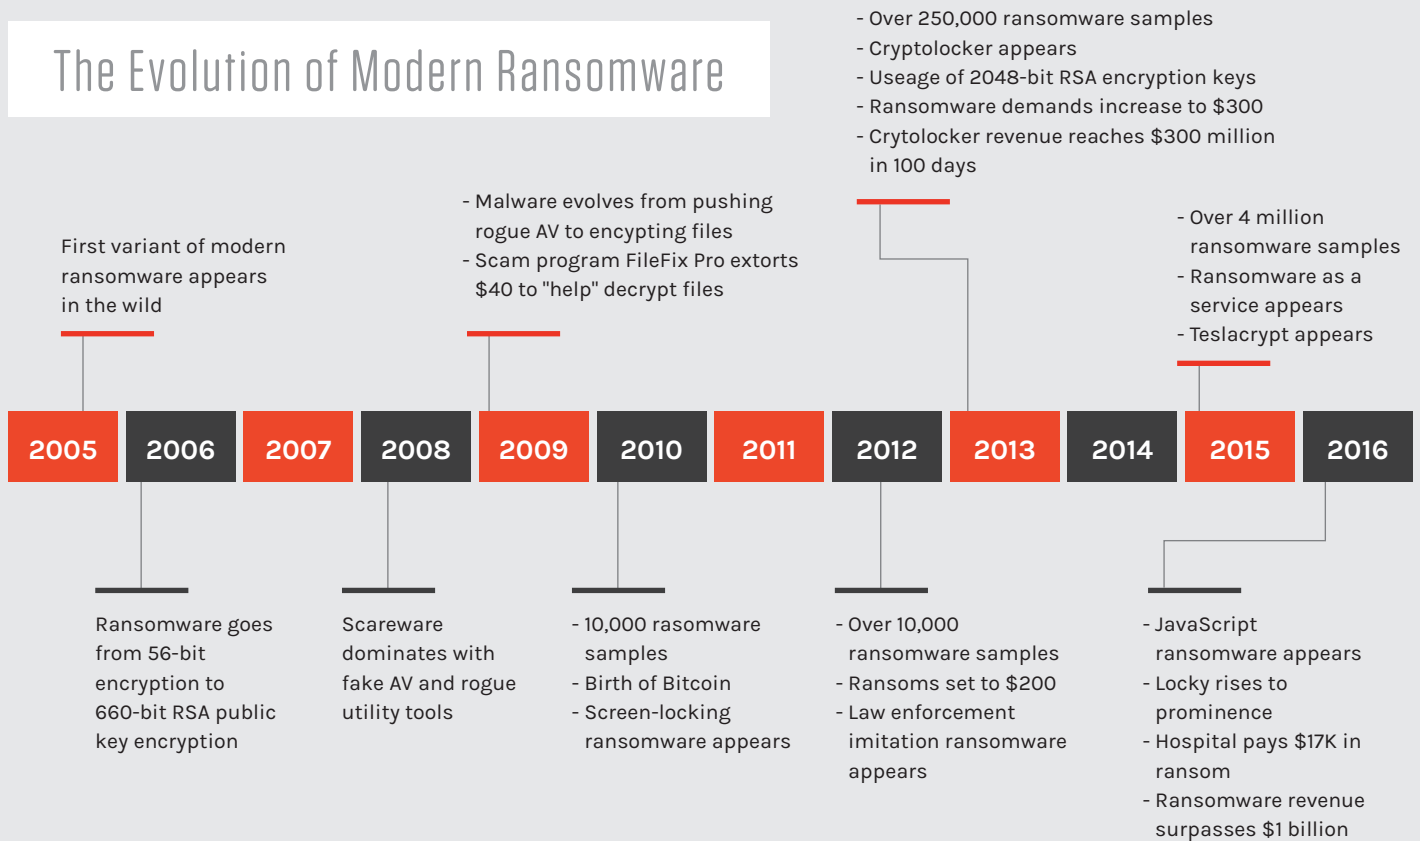 The Evolution of Modern Ransomware
- Over 250,000 ransomware samples
- Cryptolocker appears
- Useage of 2048-bit RSA encryption keys
- Ransomware demands increase to $300
- Crytolocker revenue reaches $300 million
in 100 days
First variant of modern
ransomware appears
in the wild
- Malware evolves from pushing
rogue AV to encypting files
- Scam program FileFix Pro extorts
$40 to "help" decrypt files
- Over 4 million
ransomware samples
- Ransomware as a
service appears
- Teslacrypt appears
2005 2006 2007 2008 2009 2010 2011 2012 2013 2014 2015 2016
Ransomware goes
from 56-bit
encryption to
660-bit RSA public
key encryption
Scareware
dominates with
fake AV and rogue
utility tools
- 10,000 rasomware
samples
- Birth of Bitcoin
- Screen-locking
ransomware appears
- Over 10,000
ransomware samples
- Ransoms set to $200
- Law enforcement
imitation ransomware
appears
- JavaScript
ransomware appears
- Locky rises to
prominence
- Hospital pays $17K in
ransom
- Ransomware revenue
surpasses $1 billion